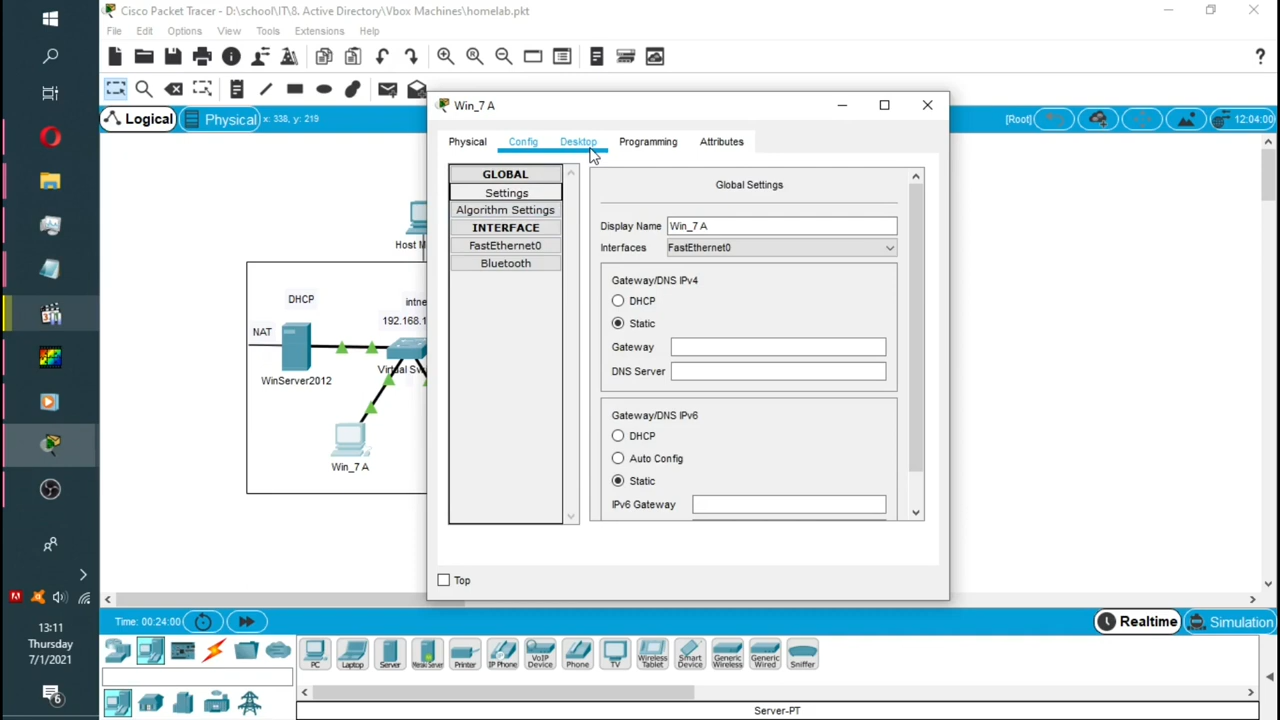 Cisco Packet Tracer - D:\school\IT\8. Active Directory\Vbox Machines\homelab.pkt
File Edit Options View Tools Extensions Help
?
Logical Physical x: 338, y: 219
[Root] 12:04:00
Win_7 A
Physical Config Desktop Programming Attributes
GLOBAL
Settings
Algorithm Settings
INTERFACE
FastEthernet0
Bluetooth
Global Settings
Display Name Win_7 A
Interfaces FastEthernet0
Gateway/DNS IPv4
DHCP
Static
Gateway
DNS Server
Gateway/DNS IPv6
DHCP
Auto Config
Static
IPv6 Gateway
Top
Host M
DHCP
intne
192.168.1
NAT
Virtual Sw
WinServer2012
Win_7 A
Time: 00:24:00
Realtime Simulation
PC
Laptop
Server
Printer
IP Phone
VoIP Device
Phone
TV
Wireless Tablet
Smart Device
Generic Wireless
Generic Wired
Sniffer
Server-PT
13:11
Thursday
7/1/2021
6